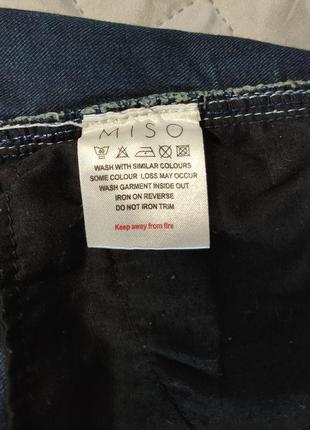 MISO
40
WASH WITH SIMILAR COLOURS
SOME COLOUR LOSS MAY OCCUR
WASH GARMENT INSIDE OUT
IRON ON REVERSE
DO NOT IRON TRIM
Keep away from fire